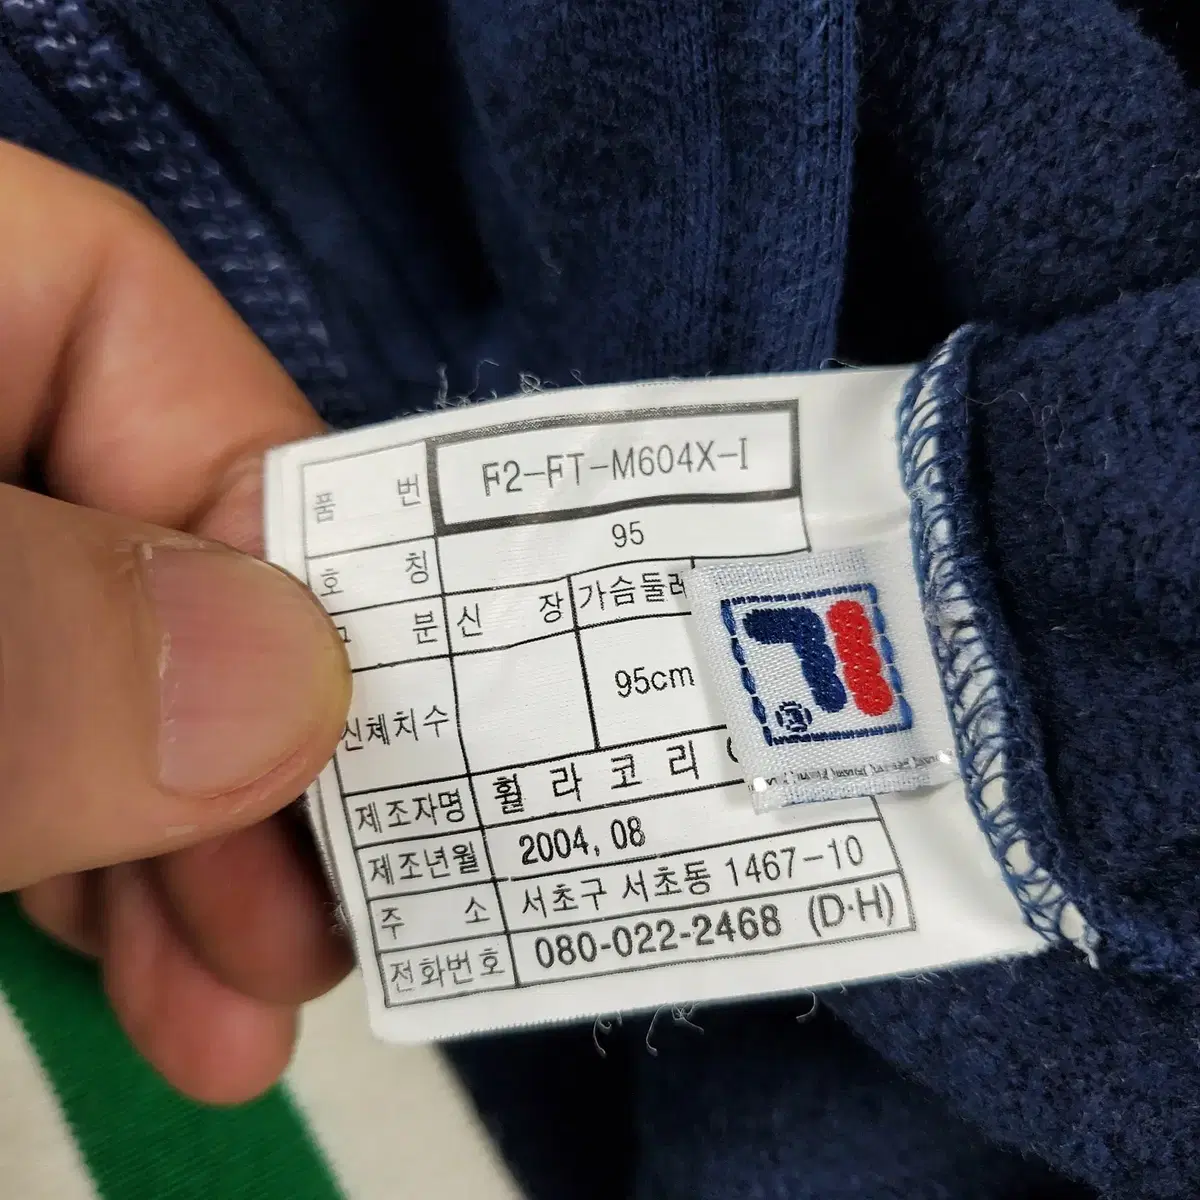 품 번 F2-FT-M604X-I
호 칭 95
분 신 장 가슴둘레
신체치수 95cm
제조자명 휠 라 코 리
제조년월 2004, 08
주 소 서초구 서초동 1467-10
전화번호 080-022-2468 (D·H)